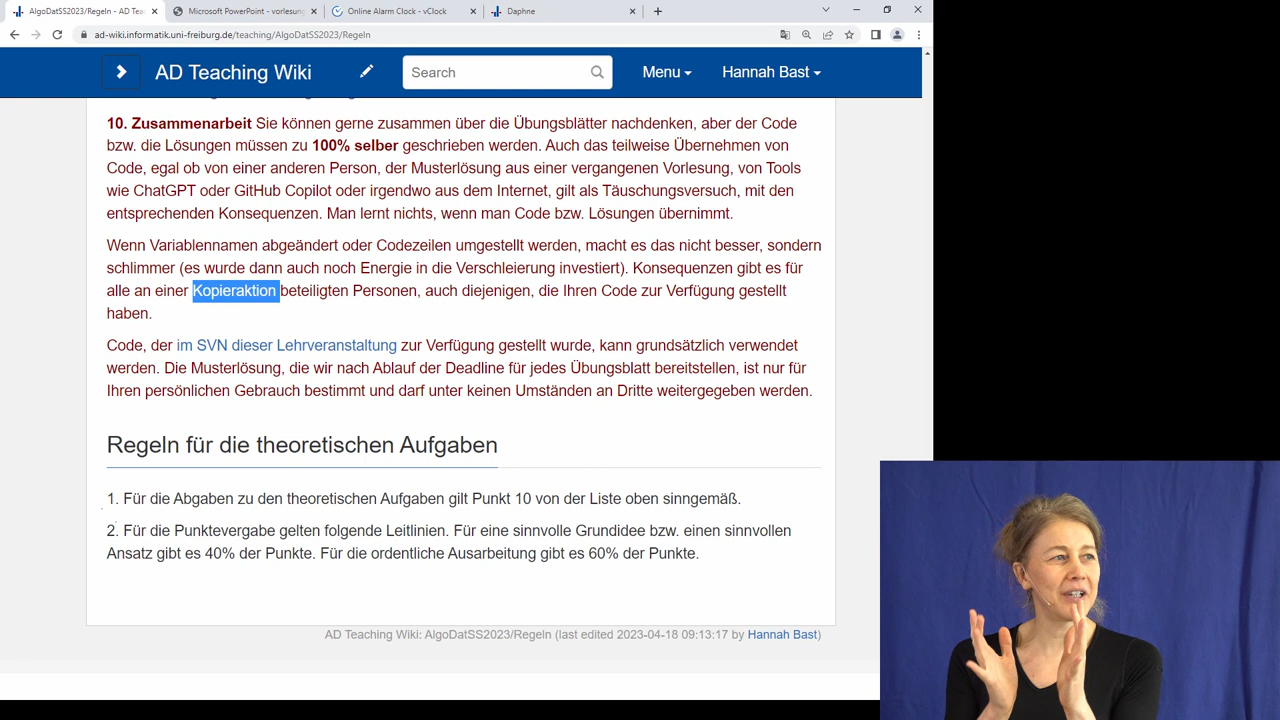 AlgoDatSS2023/Regeln - AD Tea
Microsoft PowerPoint - vorlesung
Online Alarm Clock - vClock
Daphne
ad-wiki.informatik.uni-freiburg.de/teaching/AlgoDatSS2023/Regeln
AD Teaching Wiki
Search
Menu
Hannah Bast
10. Zusammenarbeit Sie können gerne zusammen über die Übungsblätter nachdenken, aber der Code
bzw. die Lösungen müssen zu 100% selber geschrieben werden. Auch das teilweise Übernehmen von
Code, egal ob von einer anderen Person, der Musterlösung aus einer vergangenen Vorlesung, von Tools
wie ChatGPT oder GitHub Copilot oder irgendwo aus dem Internet, gilt als Täuschungsversuch, mit den
entsprechenden Konsequenzen. Man lernt nichts, wenn man Code bzw. Lösungen übernimmt.
Wenn Variablennamen abgeändert oder Codezeilen umgestellt werden, macht es das nicht besser, sondern
schlimmer (es wurde dann auch noch Energie in die Verschleierung investiert). Konsequenzen gibt es für
alle an einer Kopieraktion beteiligten Personen, auch diejenigen, die Ihren Code zur Verfügung gestellt
haben.
Code, der im SVN dieser Lehrveranstaltung zur Verfügung gestellt wurde, kann grundsätzlich verwendet
werden. Die Musterlösung, die wir nach Ablauf der Deadline für jedes Übungsblatt bereitstellen, ist nur für
Ihren persönlichen Gebrauch bestimmt und darf unter keinen Umständen an Dritte weitergegeben werden.
Regeln für die theoretischen Aufgaben
1. Für die Abgaben zu den theoretischen Aufgaben gilt Punkt 10 von der Liste oben sinngemäß.
2. Für die Punktevergabe gelten folgende Leitlinien. Für eine sinnvolle Grundidee bzw. einen sinnvollen
Ansatz gibt es 40% der Punkte. Für die ordentliche Ausarbeitung gibt es 60% der Punkte.
AD Teaching Wiki: AlgoDatSS2023/Regeln (last edited 2023-04-18 09:13:17 by Hannah Bast)